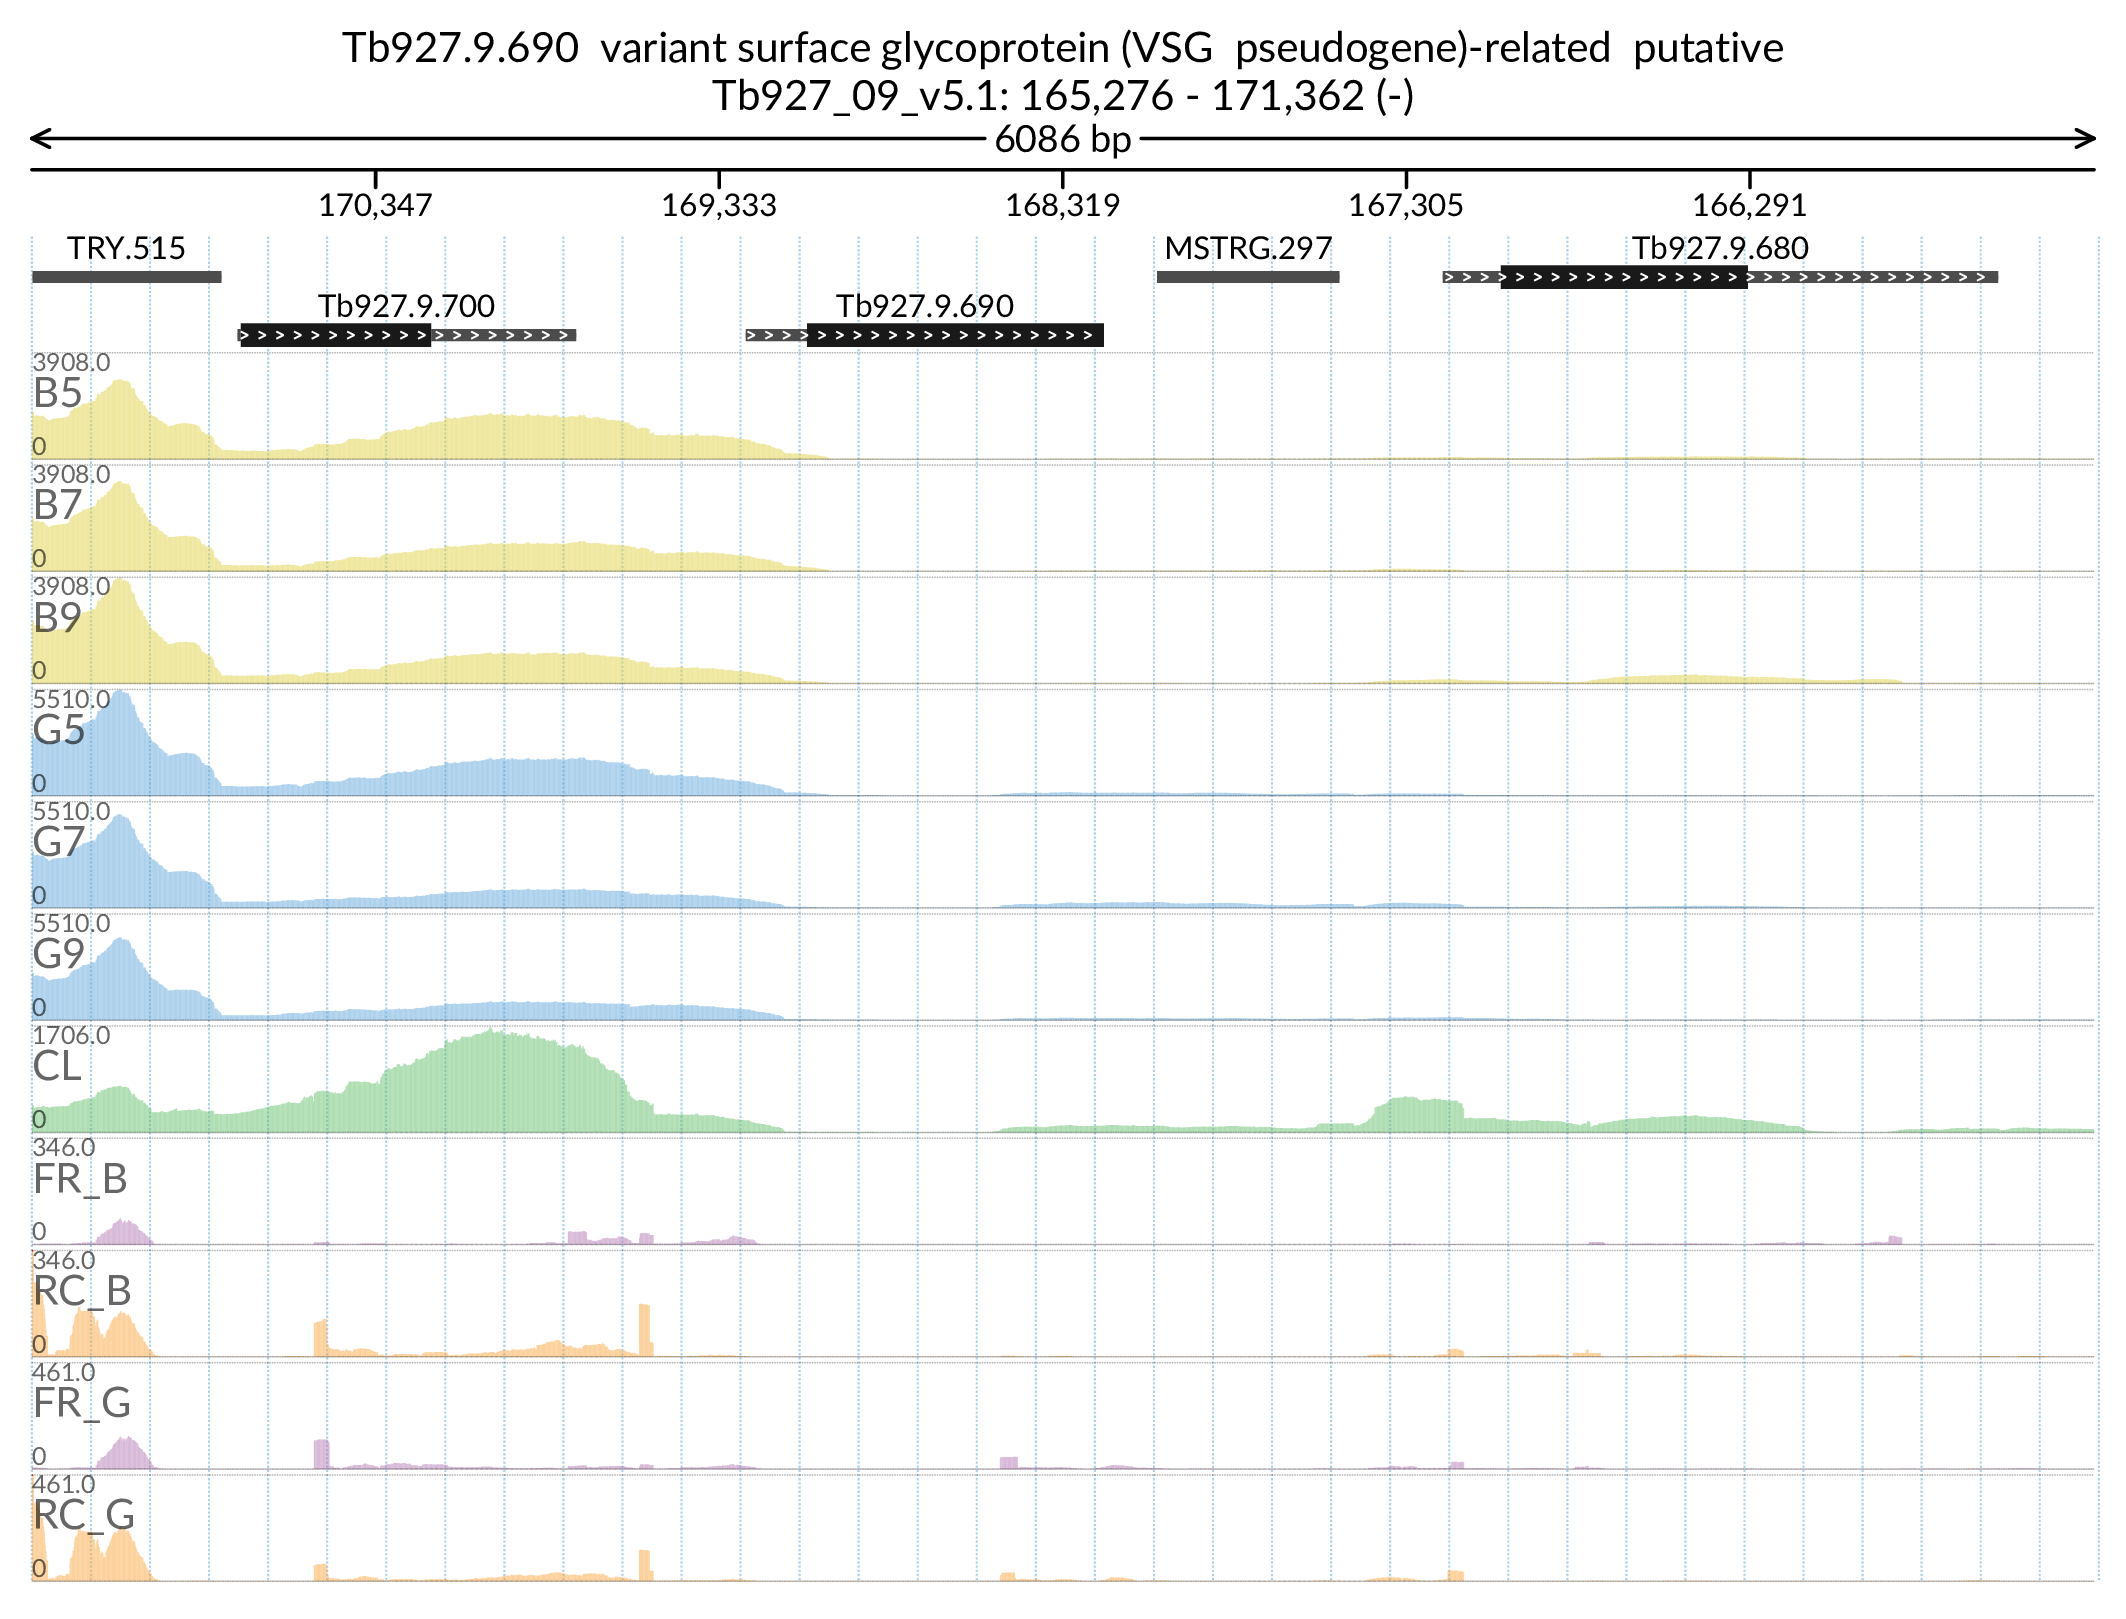 Tb927.9.690  variant surface glycoprotein (VSG  pseudogene)-related  putative
Tb927_09_v5.1: 165,276 - 171,362 (-)
6086 bp
170,347 169,333 168,319 167,305 166,291
TRY.515 MSTRG.297 Tb927.9.680
Tb927.9.700 Tb927.9.690
3908.0
B5
0
3908.0
B7
0
3908.0
B9
0
5510.0
G5
0
5510.0
G7
0
5510.0
G9
0
1706.0
CL
0
346.0
FR_B
0
346.0
RC_B
0
461.0
FR_G
0
461.0
RC_G
0